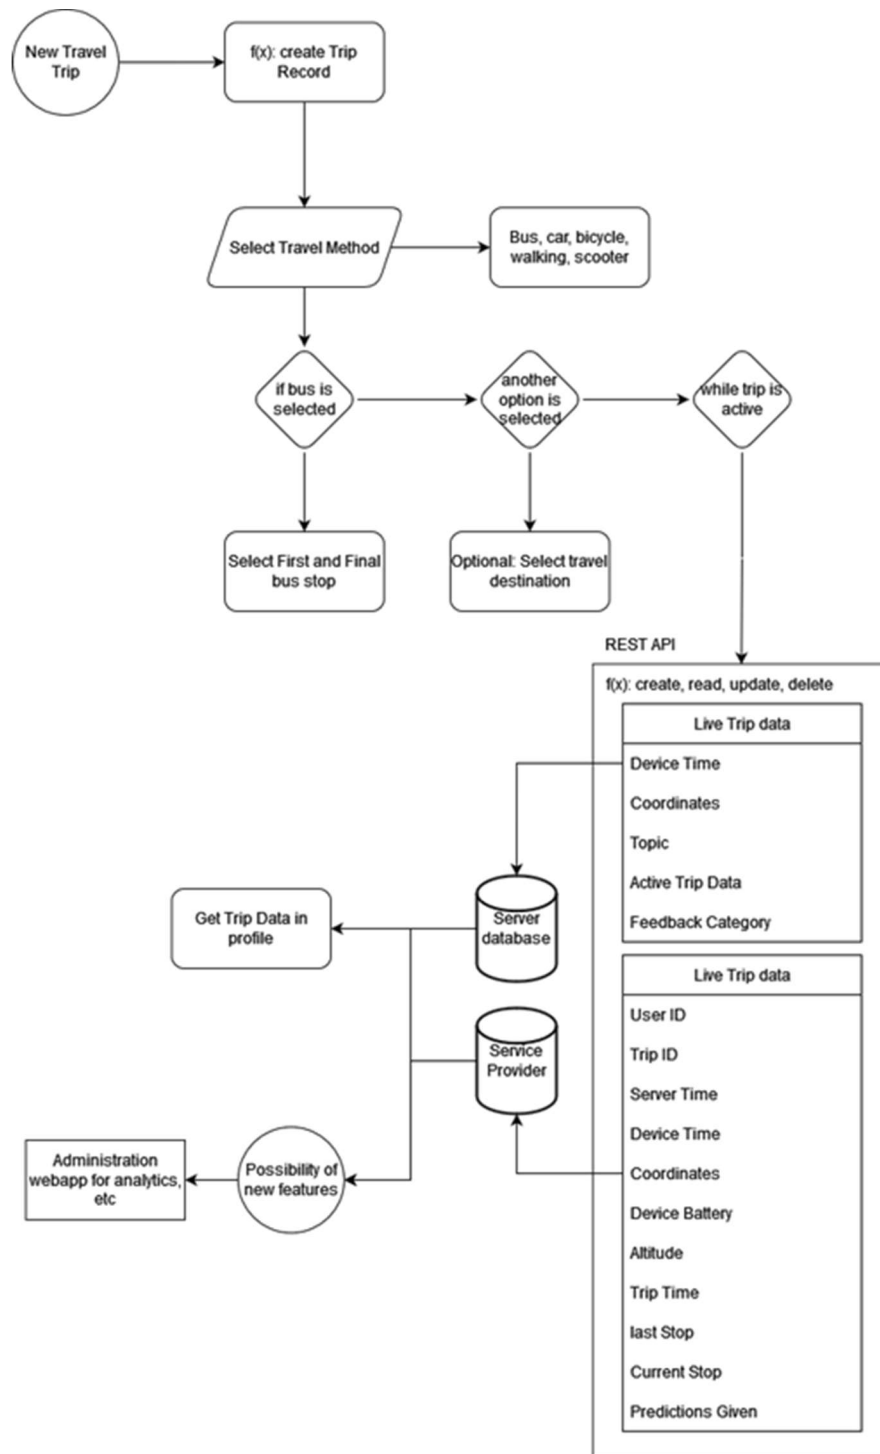 New Travel
Trip
f(x): create Trip
Record
Select Travel Method
Bus, car, bicycle,
walking, scooter
if bus is
selected
another
option is
selected
while trip is
active
Select First and Final
bus stop
Optional: Select travel
destination
REST API
f(x): create, read, update, delete
Live Trip data
Device Time
Coordinates
Topic
Active Trip Data
Feedback Category
Server
database
Get Trip Data in
profile
Live Trip data
User ID
Trip ID
Server Time
Device Time
Coordinates
Device Battery
Altitude
Trip Time
last Stop
Current Stop
Predictions Given
Service
Provider
Possibility of
new features
Administration
webapp for analytics,
etc